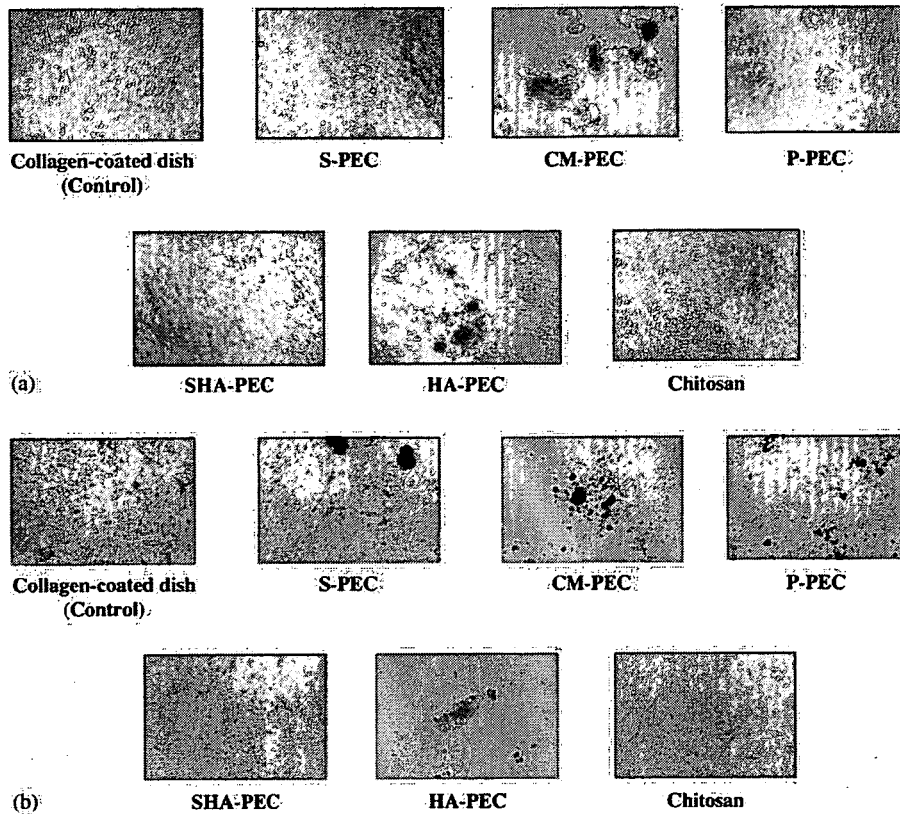 Collagen-coated dish
(Control)
S-PEC
CM-PEC
P-PEC
SHA-PEC
HA-PEC
Chitosan
(a)
Collagen-coated dish
(Control)
S-PEC
CM-PEC
P-PEC
SHA-PEC
HA-PEC
Chitosan
(b)